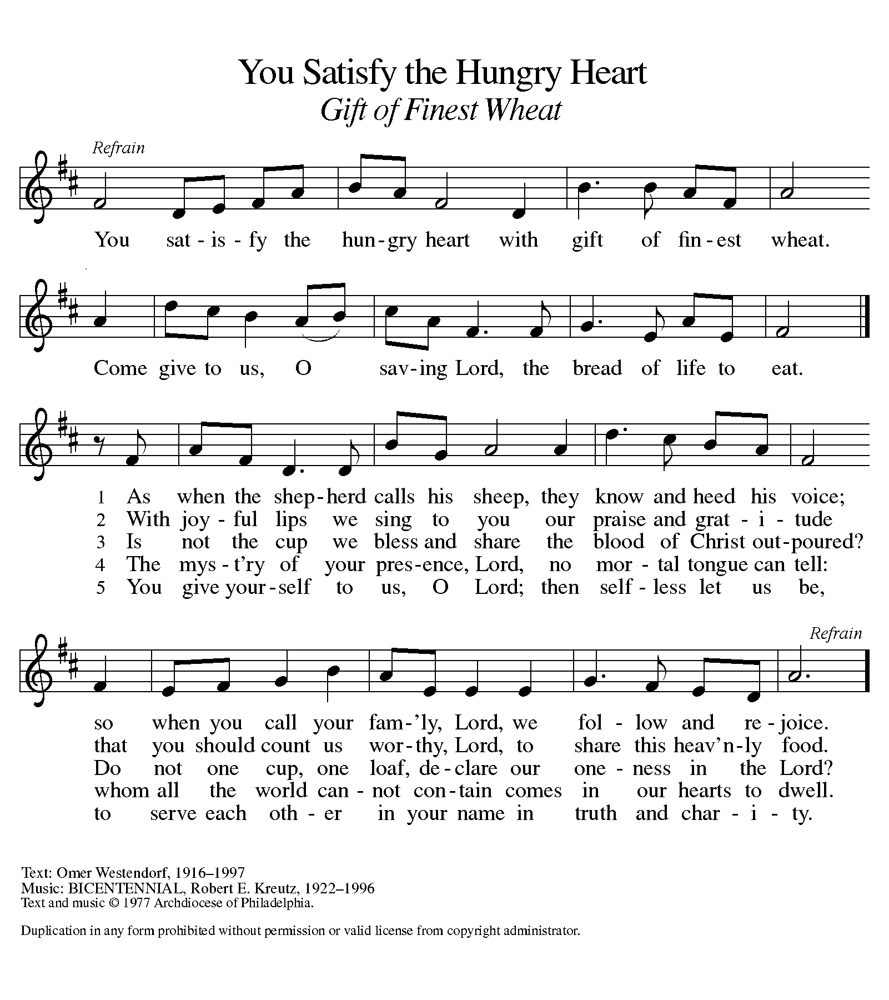 You Satisfy the Hungry Heart
Gift of Finest Wheat
Refrain
You sat - is - fy the hun - gry heart with gift of fin - est wheat.
Come give to us, O sav - ing Lord, the bread of life to eat.
1 As when the shep - herd calls his sheep, they know and heed his voice;
2 With joy - ful lips we sing to you our praise and grat - i - tude
3 Is not the cup we bless and share the blood of Christ out - poured?
4 The mys - t’ry of your pres - ence, Lord, no mor - tal tongue can tell:
5 You give your - self to us, O Lord; then self - less let us be,
Refrain
so when you call your fam - ’ly, Lord, we fol - low and re - joice.
that you should count us wor - thy, Lord, to share this heav’n - ly food.
Do not one cup, one loaf, de - clare our one - ness in the Lord?
whom all the world can - not con - tain comes in our hearts to dwell.
to serve each oth - er in your name in truth and char - i - ty.
Text: Omer Westendorf, 1916–1997
Music: BICENTENNIAL, Robert E. Kreutz, 1922–1996
Text and music © 1977 Archdiocese of Philadelphia.
Duplication in any form prohibited without permission or valid license from copyright administrator.